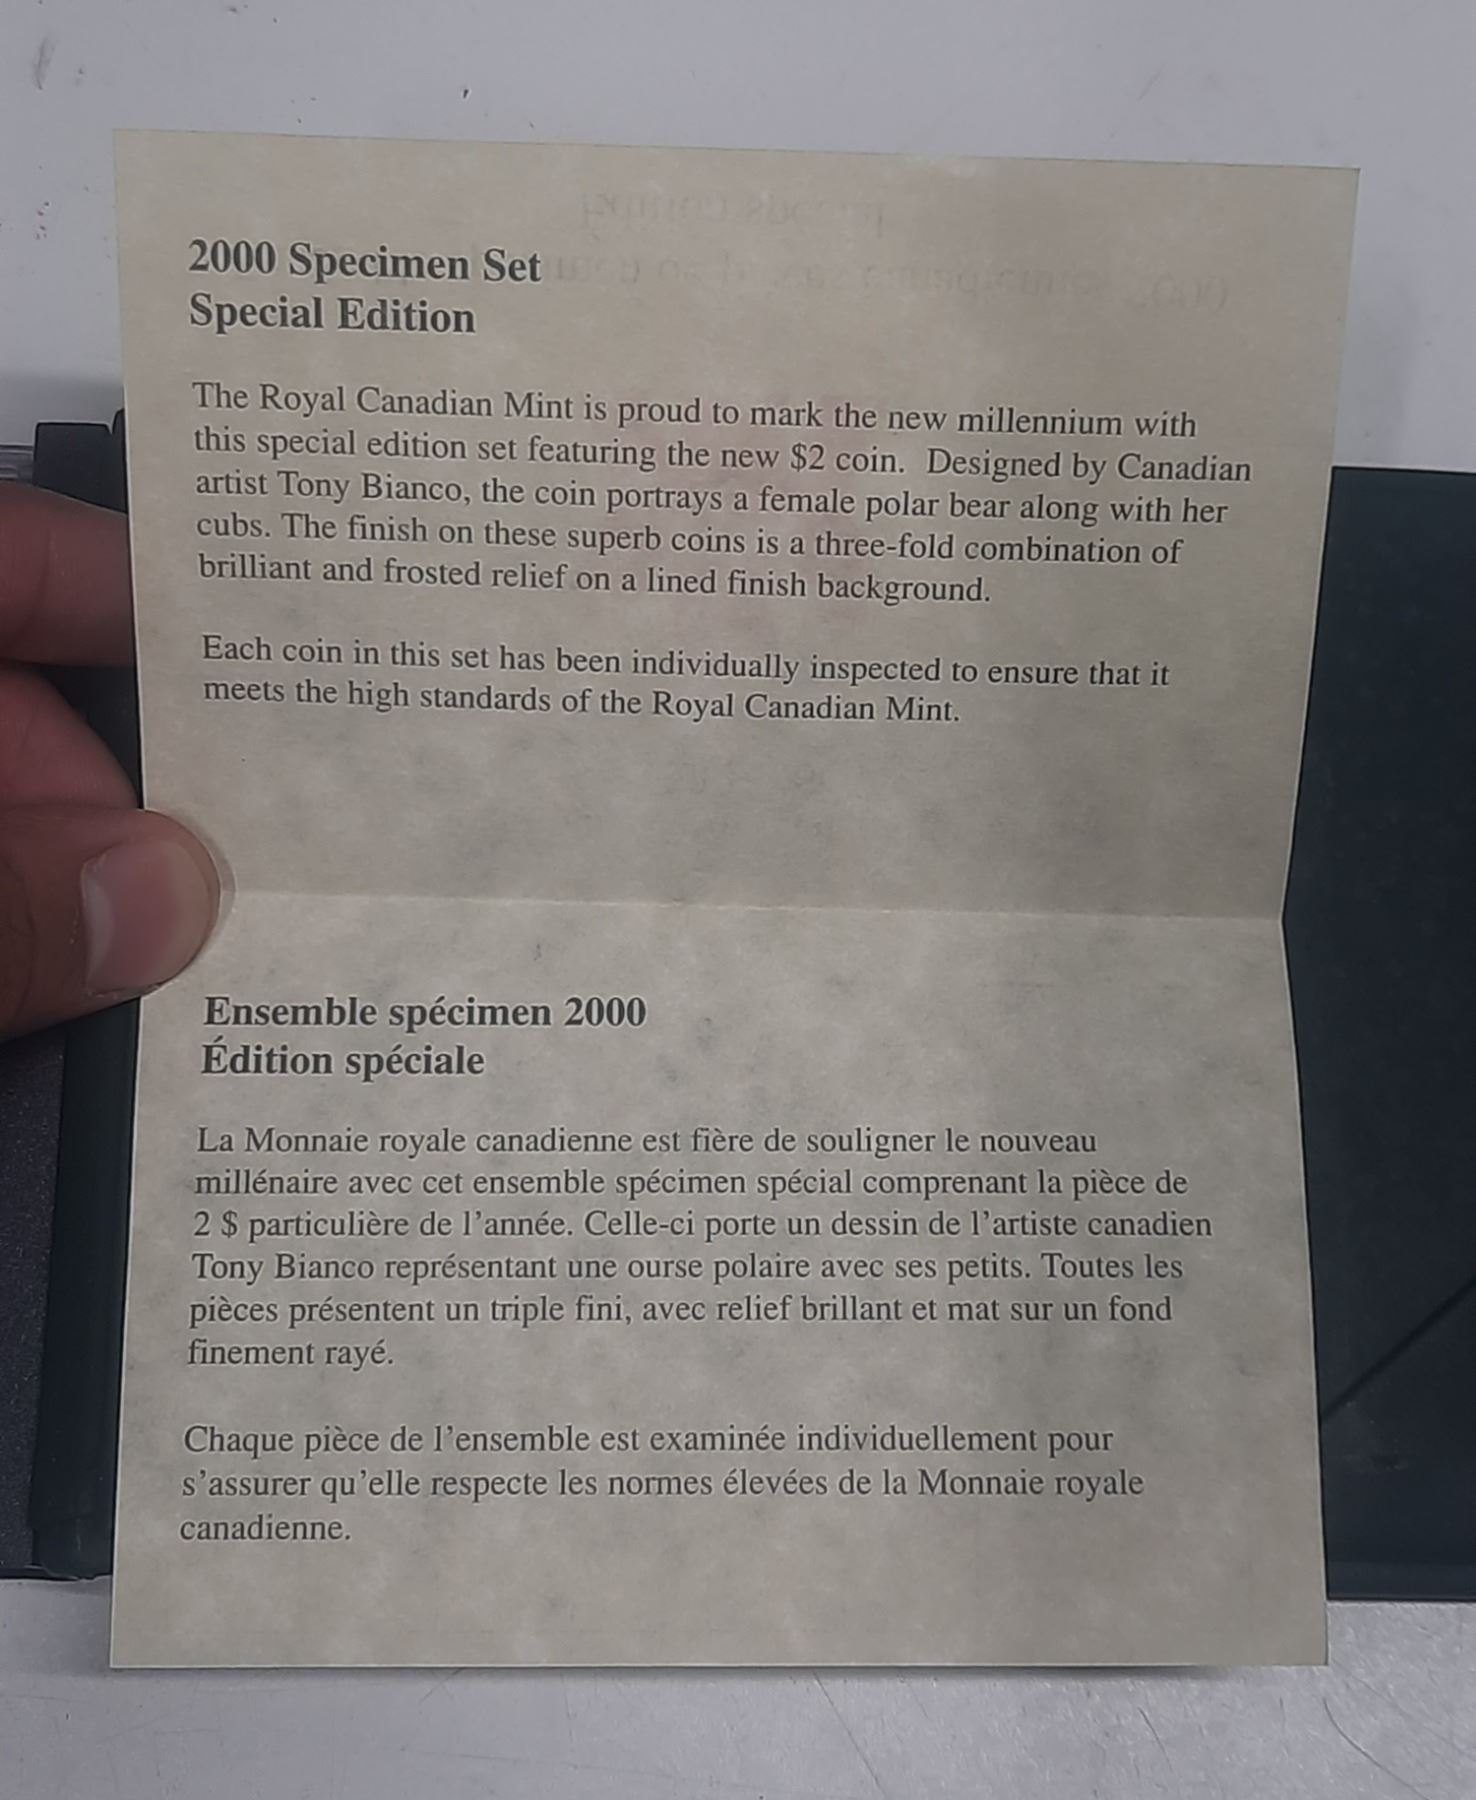 2000 Specimen Set
Special Edition
The Royal Canadian Mint is proud to mark the new millennium with
this special edition set featuring the new $2 coin. Designed by Canadian
artist Tony Bianco, the coin portrays a female polar bear along with her
cubs. The finish on these superb coins is a three-fold combination of
brilliant and frosted relief on a lined finish background.
Each coin in this set has been individually inspected to ensure that it
meets the high standards of the Royal Canadian Mint.
Ensemble spécimen 2000
Édition spéciale
La Monnaie royale canadienne est fière de souligner le nouveau
millénaire avec cet ensemble spécimen spécial comprenant la pièce de
2 $ particulière de l'année. Celle-ci porte un dessin de l'artiste canadien
Tony Bianco représentant une ourse polaire avec ses petits. Toutes les
pièces présentent un triple fini, avec relief brillant et mat sur un fond
finement rayé.
Chaque pièce de l'ensemble est examinée individuellement pour
s'assurer qu'elle respecte les normes élevées de la Monnaie royale
canadienne.